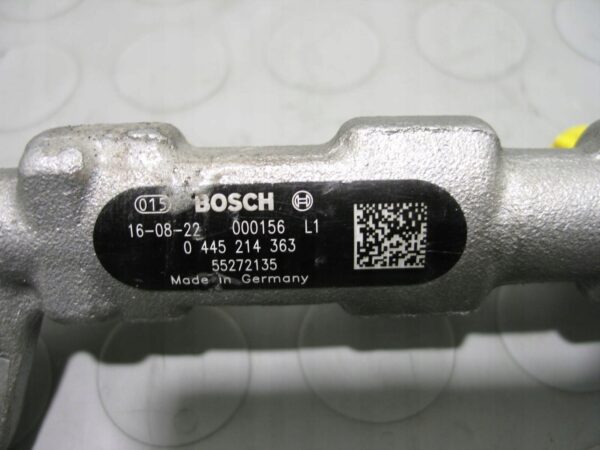 015 BOSCH
16-08-22 000156 L1
0 445 214 363
55272135
Made in Germany